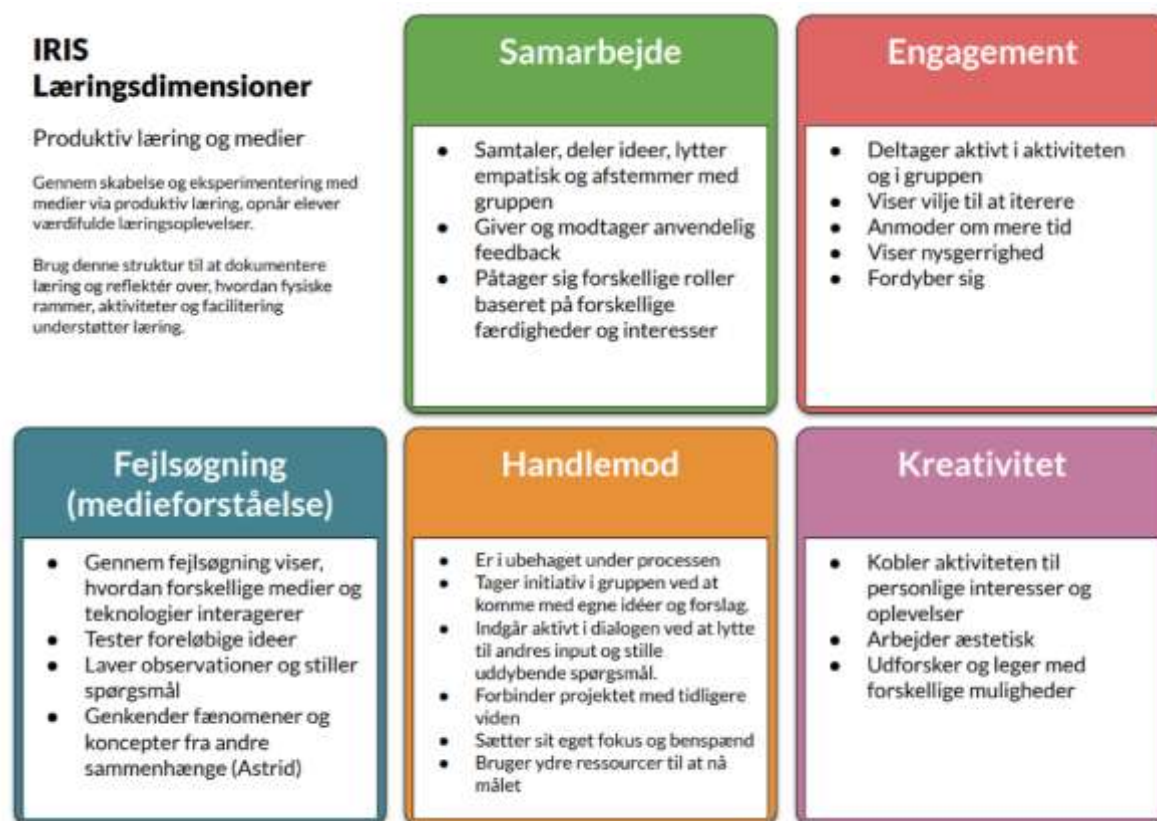 IRIS
Læringsdimensioner
Produktiv læring og medier
Gennem skabelse og eksperimentering med
medier via produktiv læring, opnår elever
værdifulde læringsoplevelser.
Brug denne struktur til at dokumentere
læring og reflektér over, hvordan fysiske
rammer, aktiviteter og facilitering
understøtter læring.
Samarbejde
● Samtaler, deler ideer, lytter
empatisk og afstemmer med
gruppen
● Giver og modtager anvendelig
feedback
● Påtager sig forskellige roller
baseret på forskellige
færdigheder og interesser
Engagement
● Deltager aktivt i aktiviteten
og i gruppen
● Viser vilje til at iterere
● Anmoder om mere tid
● Viser nysgerrighed
● Fordyber sig
Fejlsøgning
(medieforståelse)
● Gennem fejlsøgning viser,
hvordan forskellige medier og
teknologier interagerer
● Tester foreløbige ideer
● Laver observationer og stiller
spørgsmål
● Genkender fænomener og
koncepter fra andre
sammenhænge (Astrid)
Handlemod
● Er i ubehaget under processen
● Tager initiativ i gruppen ved at
komme med egne idéer og forslag.
● Indgår aktivt i dialogen ved at lytte
til andres input og stille
uddybende spørgsmål.
● Forbinder projektet med tidligere
viden
● Sætter sit eget fokus og benspænd
● Bruger ydre ressourcer til at nå
målet
Kreativitet
● Kobler aktiviteten til
personlige interesser og
oplevelser
● Arbejder æstetisk
● Udforsker og leger med
forskellige muligheder